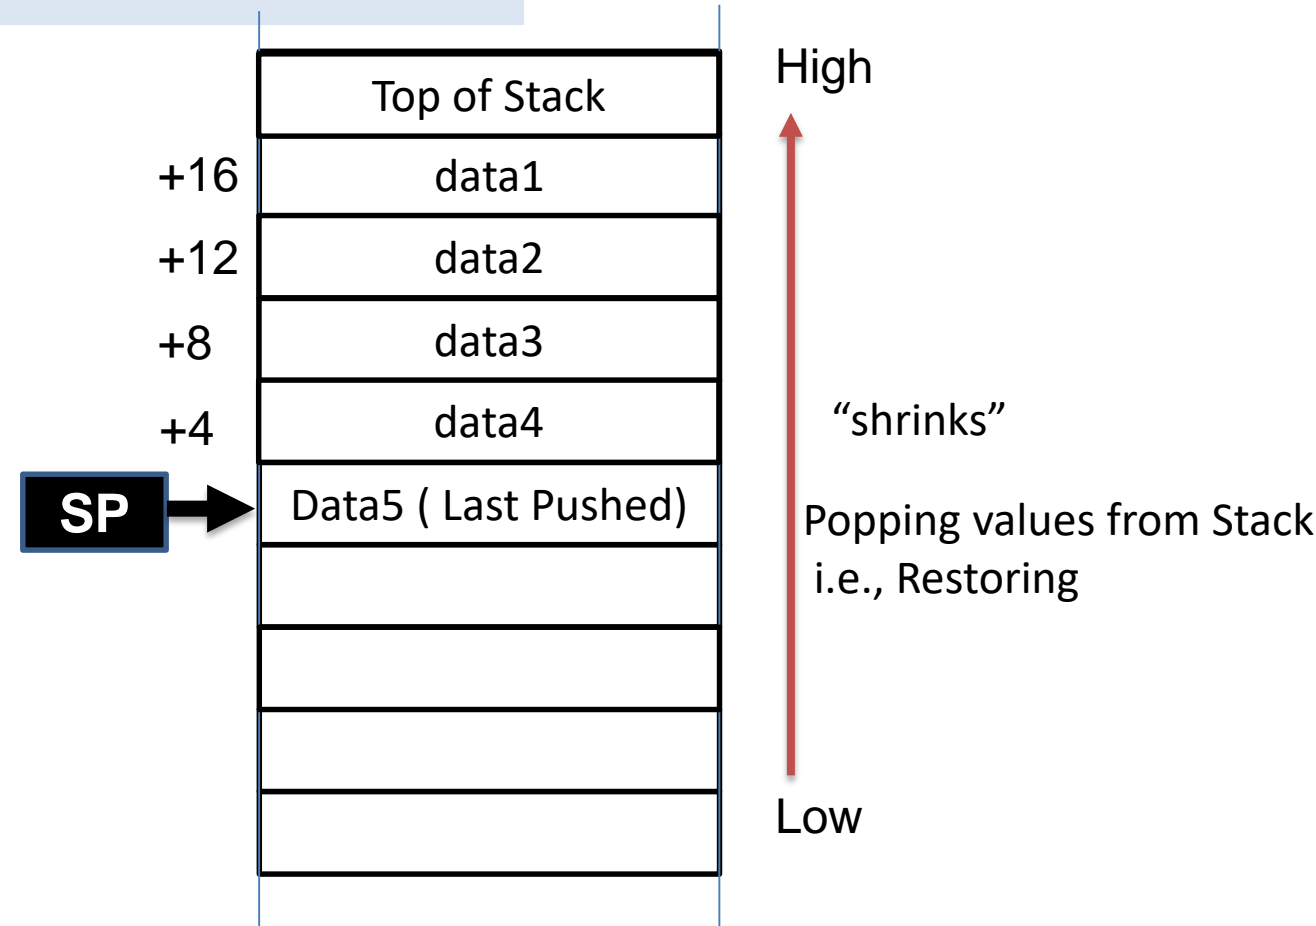 High
Top of Stack
+16
data1
+12
data2
+8
data3
+4
data4
“shrinks”
SP
Data5 ( Last Pushed)
Popping values from Stack
i.e., Restoring
Low